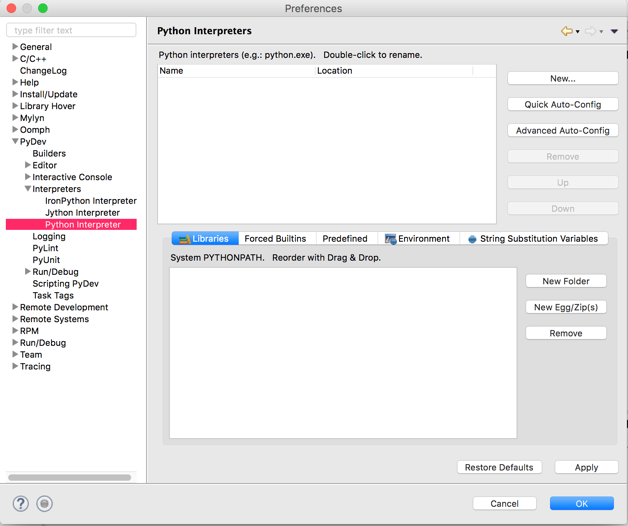 Preferences
type filter text
General
C/C++
ChangeLog
Help
Install/Update
Library Hover
Mylyn
Oomph
PyDev
Builders
Editor
Interactive Console
Interpreters
IronPython Interpreter
Jython Interpreter
Python Interpreter
Logging
PyLint
PyUnit
Run/Debug
Scripting PyDev
Task Tags
Remote Development
Remote Systems
RPM
Run/Debug
Team
Tracing
Python Interpreters
Python interpreters (e.g.: python.exe). Double-click to rename.
Name Location
New...
Quick Auto-Config
Advanced Auto-Config
Remove
Up
Down
Libraries Forced Builtins Predefined Environment String Substitution Variables
System PYTHONPATH. Reorder with Drag & Drop.
New Folder
New Egg/Zip(s)
Remove
Restore Defaults Apply
? Cancel OK